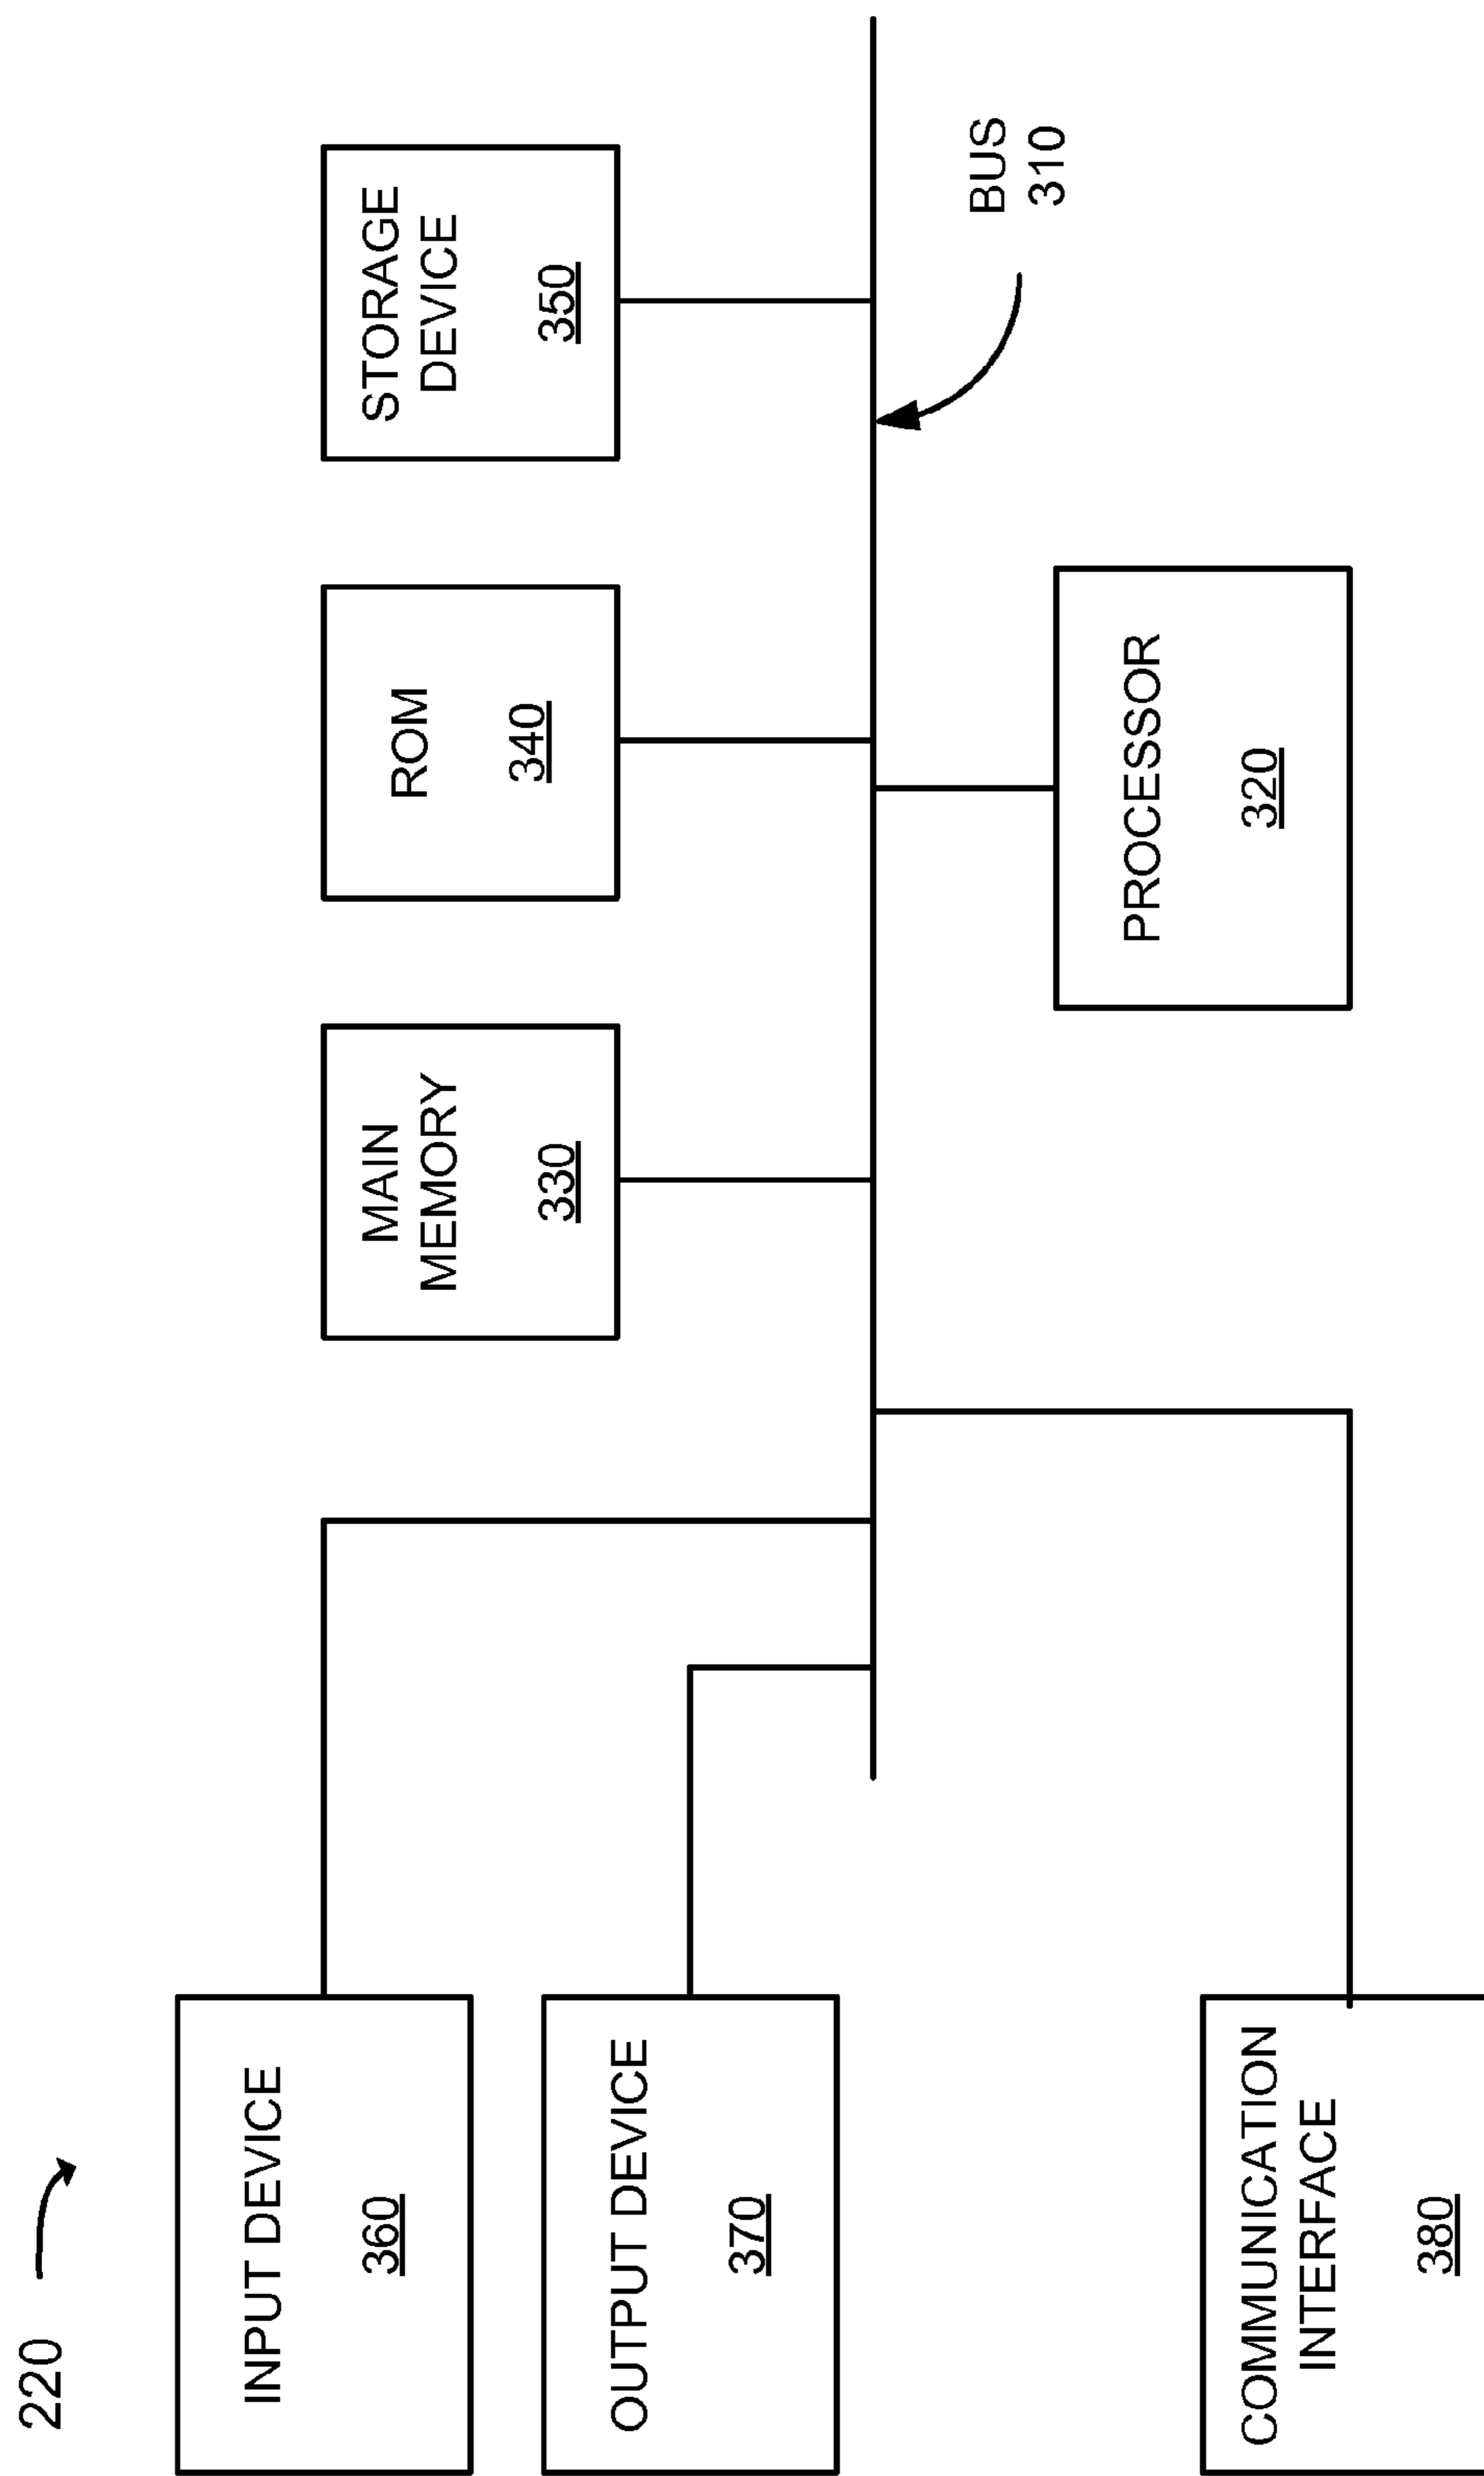 220
INPUT DEVICE
360
OUTPUT DEVICE
370
COMMUNICATION
INTERFACE
380
MAIN
MEMORY
330
ROM
340
STORAGE
DEVICE
350
PROCESSOR
320
BUS
310